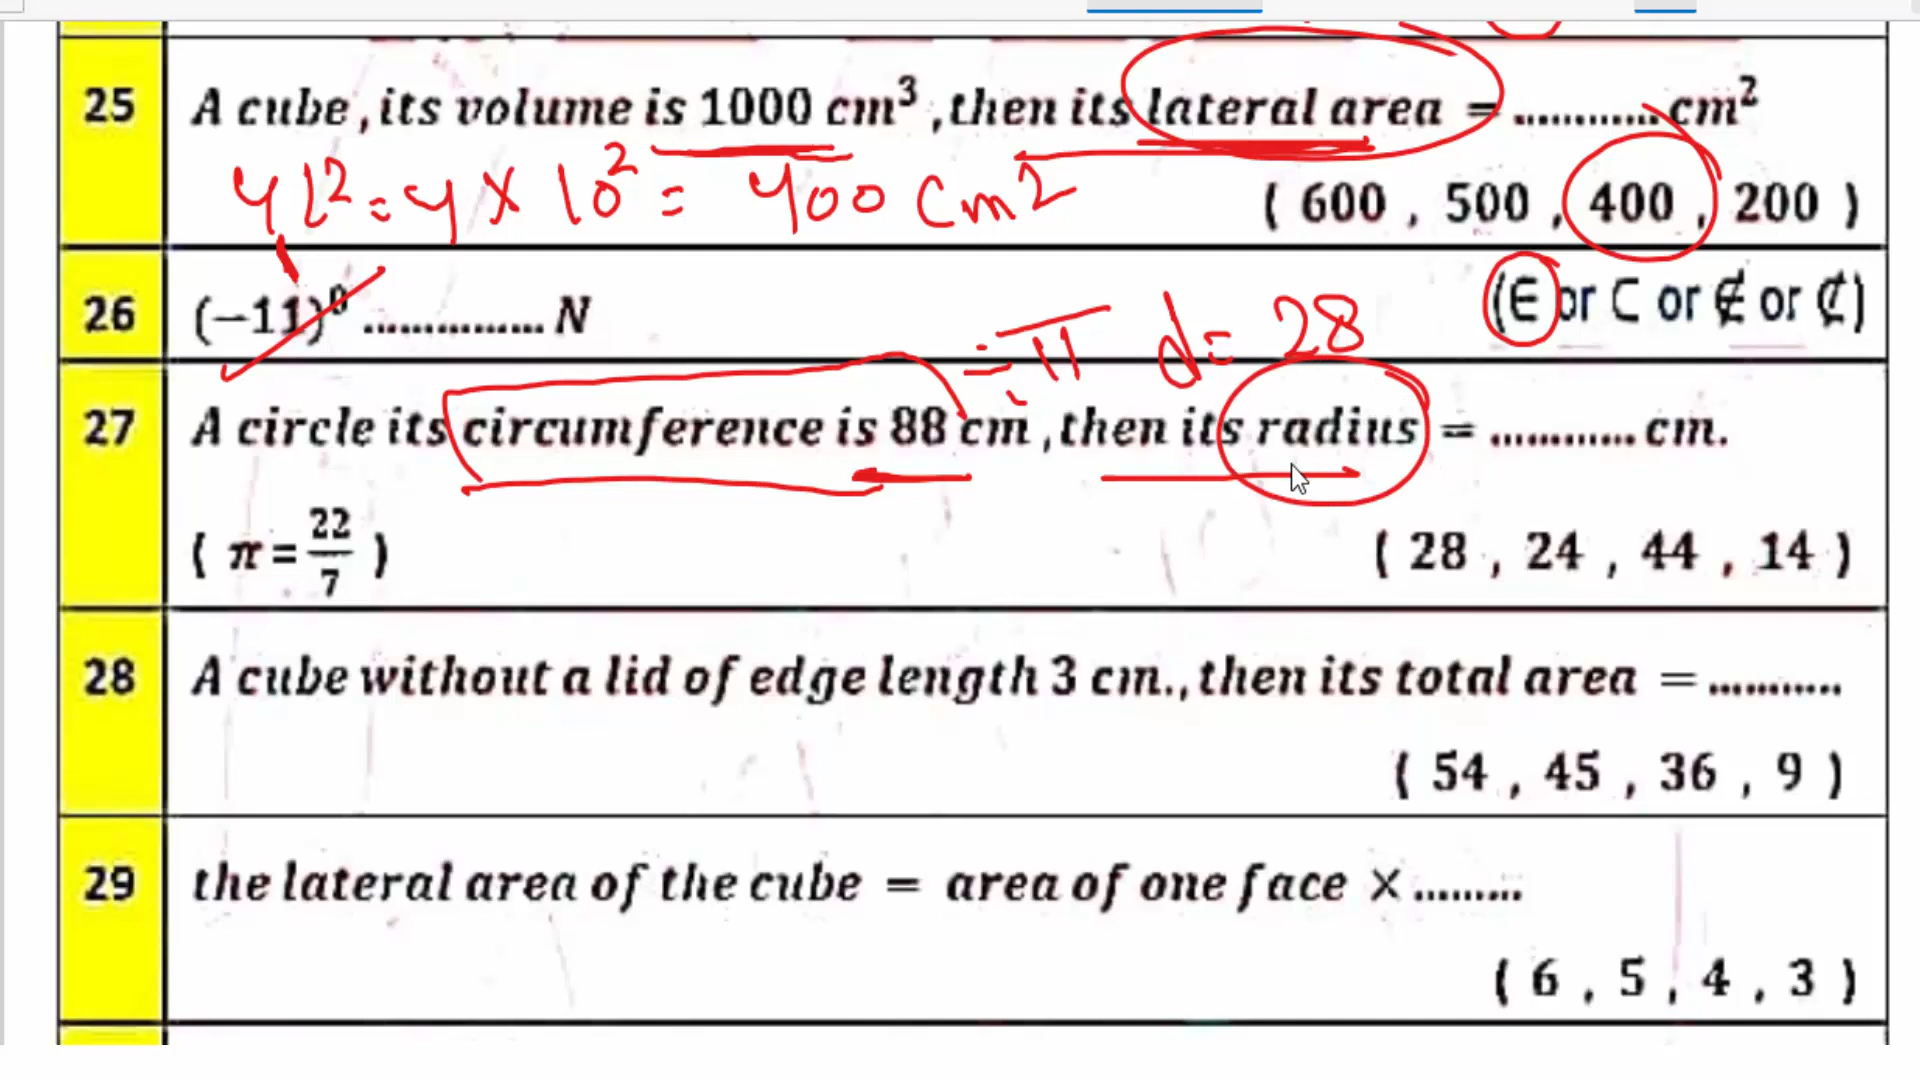 25 A cube, its volume is 1000 cm³, then its lateral area = ............ cm²
4l² = 4 × 10² = 400 cm²
( 600 , 500 , 400 , 200 )
1
26 (−11)⁰ ............... N (∈ or ⊂ or ∉ or ⊄)
= π d = 28
27 A circle its circumference is 88 cm, then its radius = ............ cm.
( π = 22/7 ) ( 28 , 24 , 44 , 14 )
28 A cube without a lid of edge length 3 cm., then its total area = ...........
( 54 , 45 , 36 , 9 )
29 the lateral area of the cube = area of one face × .........
( 6 , 5 , 4 , 3 )